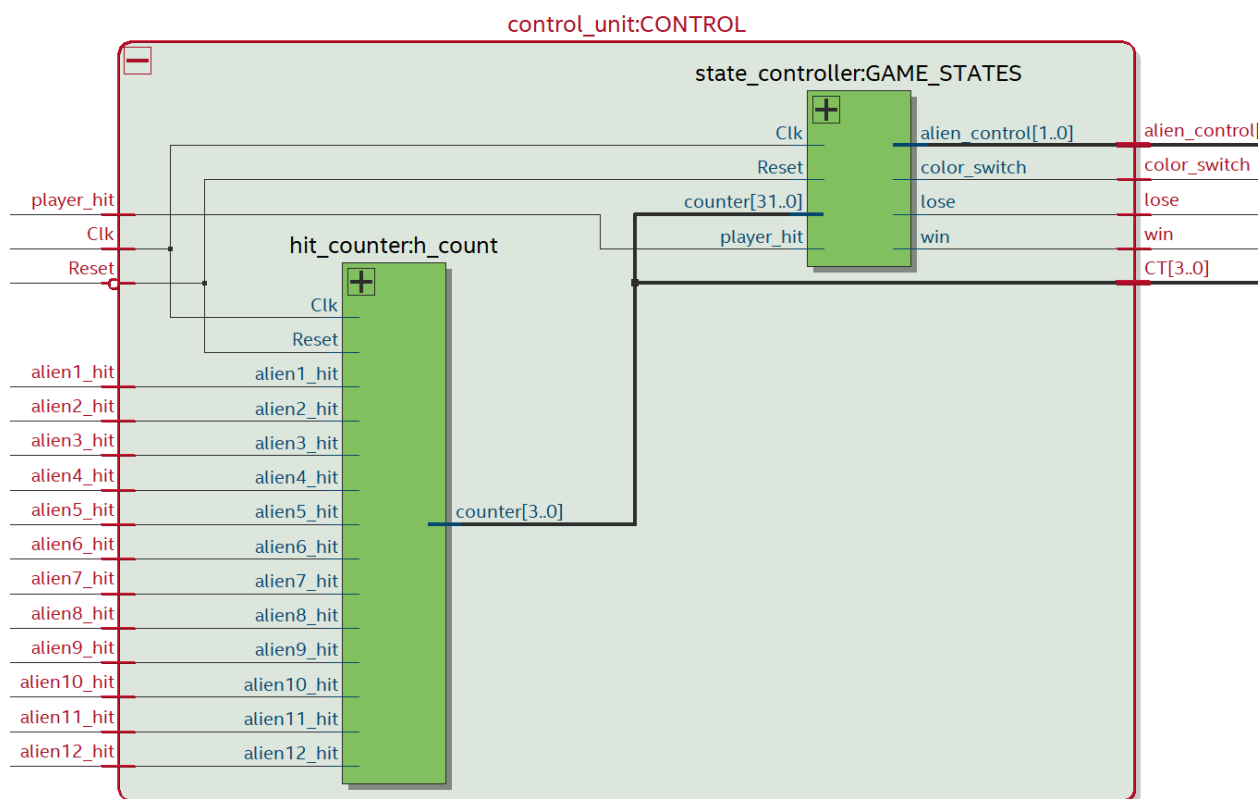 control_unit:CONTROL
state_controller:GAME_STATES
Clk
Reset
counter[31..0]
player_hit
alien_control[1..0]
color_switch
lose
win
alien_control[
color_switch
lose
win
CT[3..0]
player_hit
Clk
Reset
hit_counter:h_count
Clk
Reset
alien1_hit
alien2_hit
alien3_hit
alien4_hit
alien5_hit
alien6_hit
alien7_hit
alien8_hit
alien9_hit
alien10_hit
alien11_hit
alien12_hit
counter[3..0]
alien1_hit
alien2_hit
alien3_hit
alien4_hit
alien5_hit
alien6_hit
alien7_hit
alien8_hit
alien9_hit
alien10_hit
alien11_hit
alien12_hit